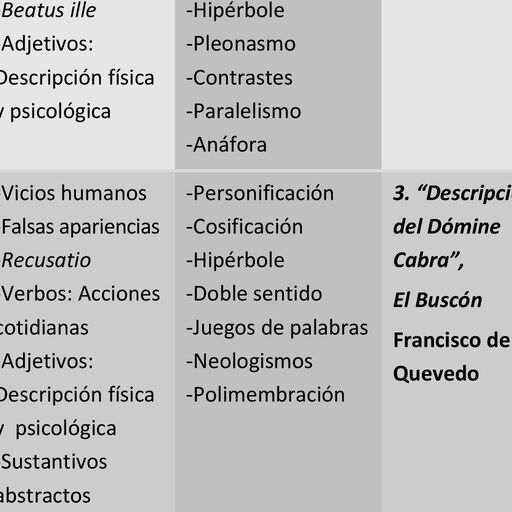 -Beatus ille
-Adjetivos:
Descripción física
y psicológica
-Hipérbole
-Pleonasmo
-Contrastes
-Paralelismo
-Anáfora
-Vicios humanos
-Falsas apariencias
-Recusatio
-Verbos: Acciones
cotidianas
-Adjetivos:
Descripción física
y psicológica
-Sustantivos
abstractos
-Personificación
-Cosificación
-Hipérbole
-Doble sentido
-Juegos de palabras
-Neologismos
-Polimembración
3. “Descripci
del Dómine
Cabra”,
El Buscón
Francisco de
Quevedo